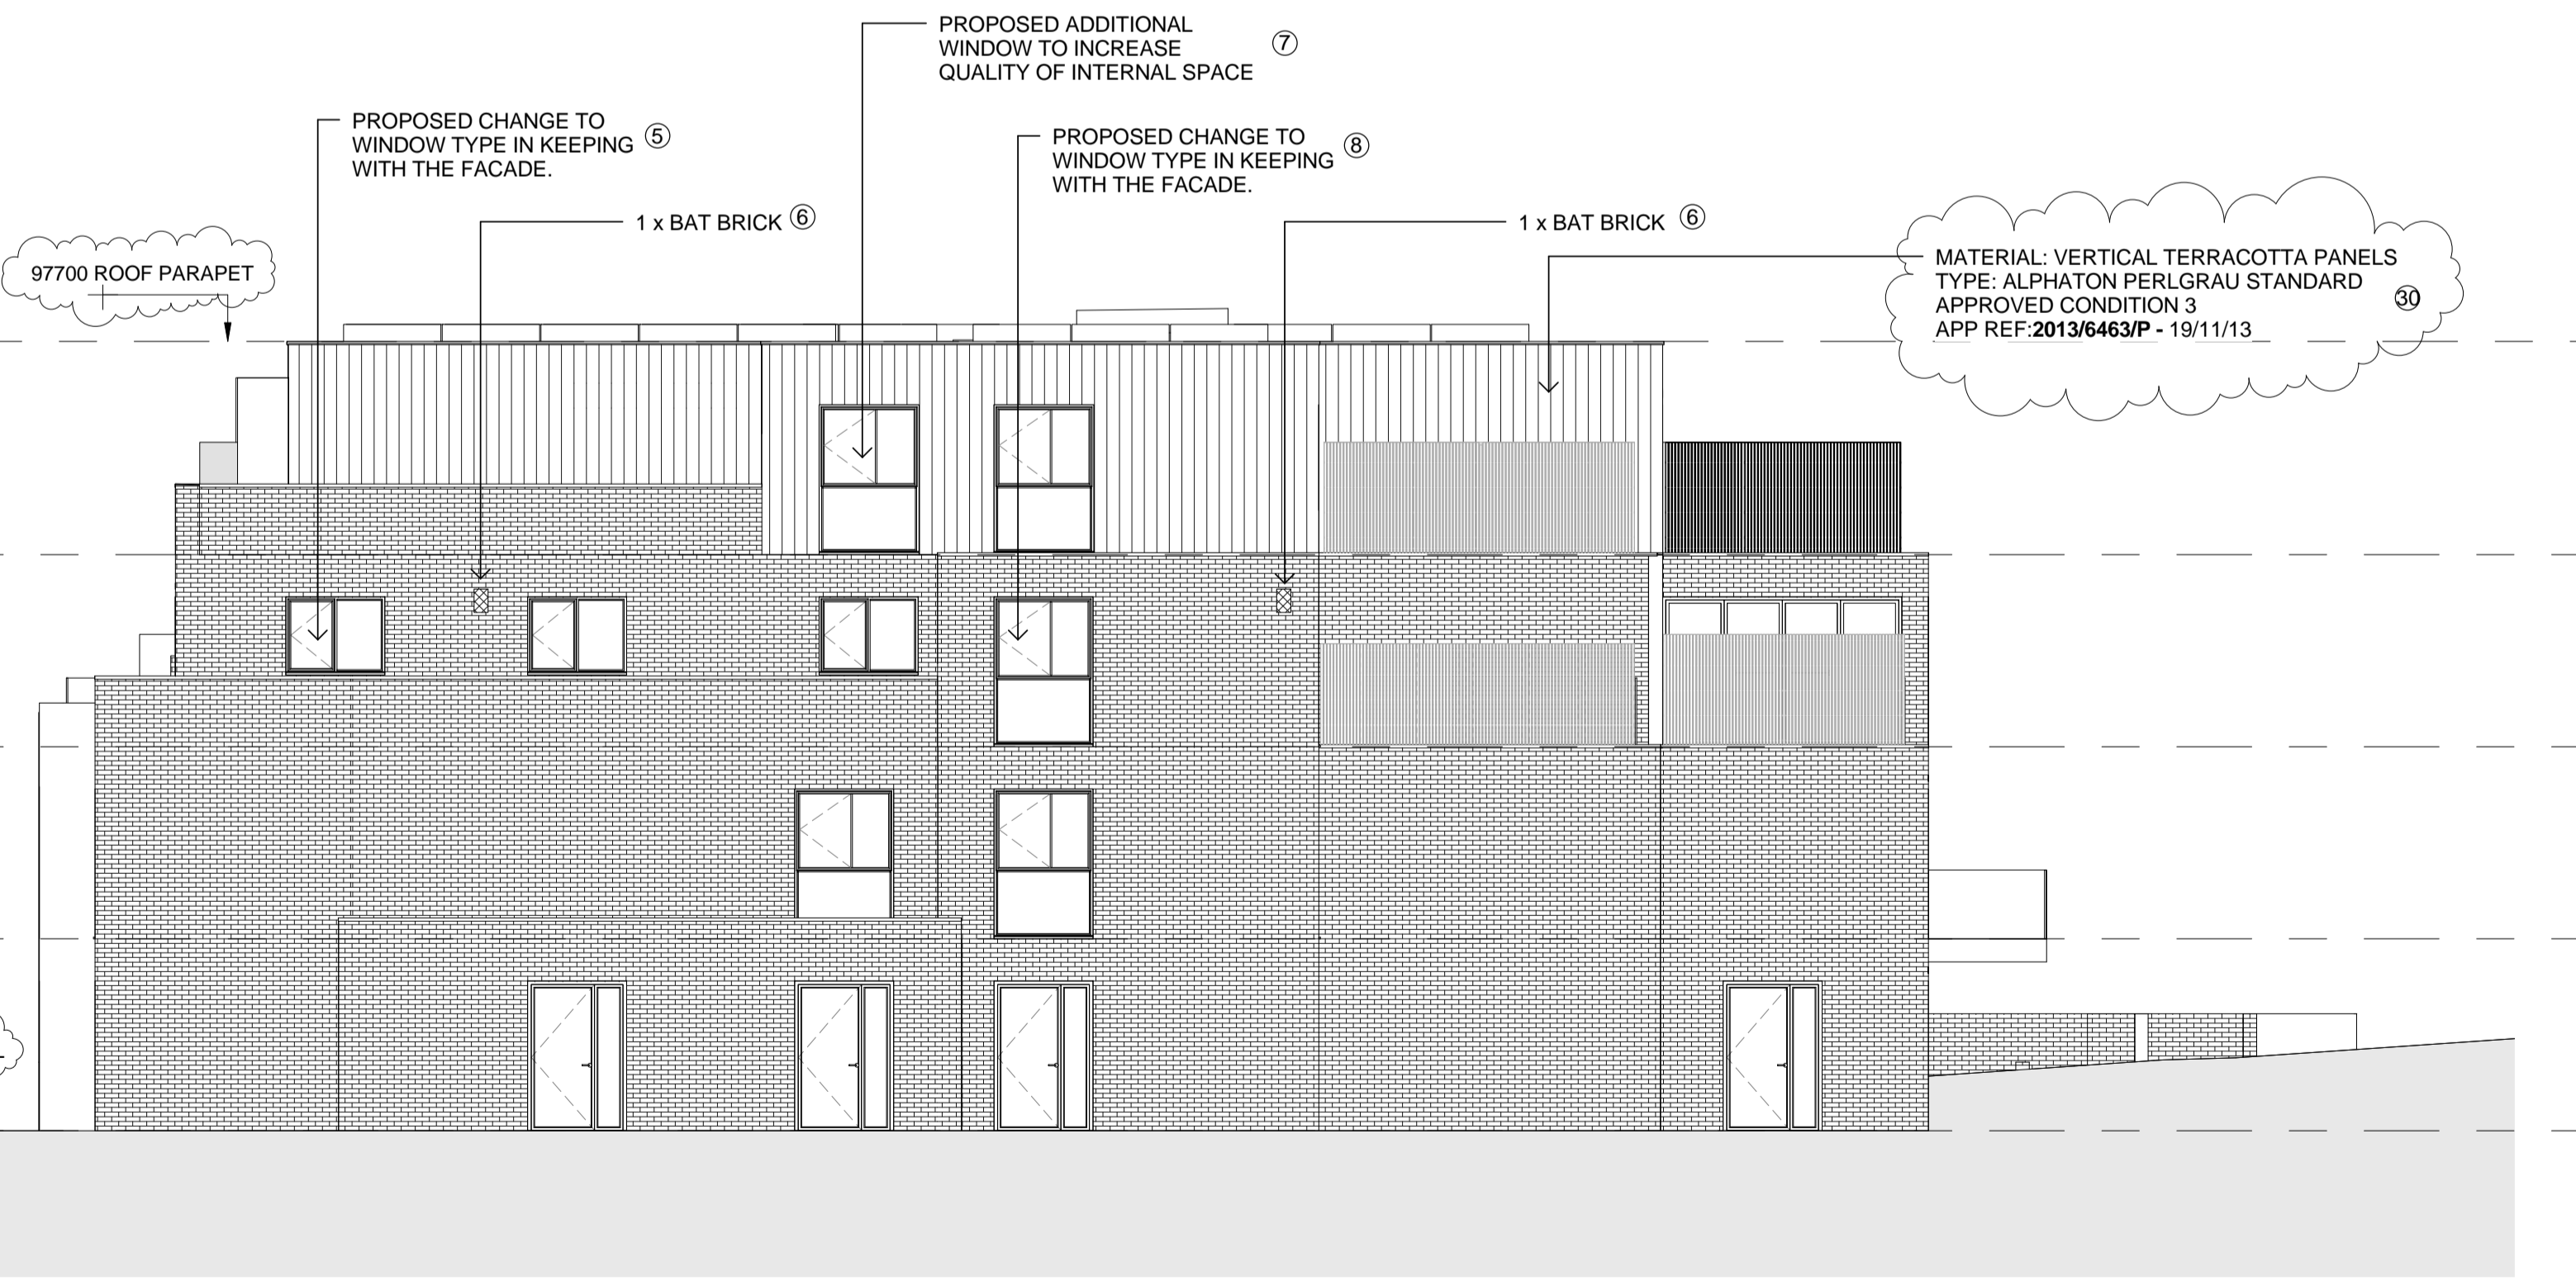 PROPOSED ADDITIONAL
WINDOW TO INCREASE
QUALITY OF INTERNAL SPACE
7
PROPOSED CHANGE TO
WINDOW TYPE IN KEEPING
WITH THE FACADE.
5
PROPOSED CHANGE TO
WINDOW TYPE IN KEEPING
WITH THE FACADE.
8
1 x BAT BRICK 6
1 x BAT BRICK 6
97700 ROOF PARAPET
MATERIAL: VERTICAL TERRACOTTA PANELS
TYPE: ALPHATON PERLGRAU STANDARD
APPROVED CONDITION 3
APP REF:2013/6463/P - 19/11/13
30